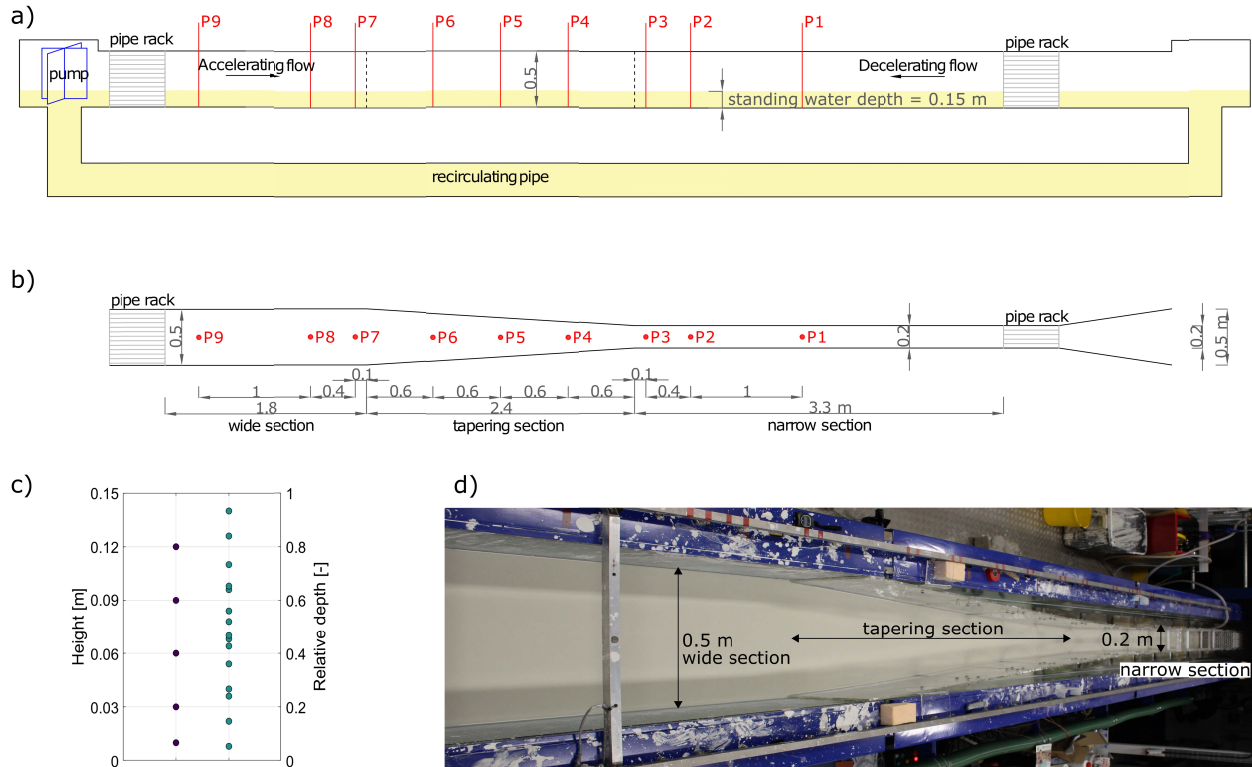 a)
P9
P8
P7
P6
P5
P4
P3
P2
P1
pipe rack
pipe rack
pump
Accelerating flow
0.5
Decelerating flow
standing water depth = 0.15 m
recirculating pipe
b)
pipe rack
pipe rack
0.5
P9
P8
P7
P6
P5
P4
P3
P2
P1
0.2
0.2
0.5 m
0.1
0.1
1
0.4
0.6
0.6
0.6
0.6
0.4
1
1.8
2.4
3.3 m
wide section
tapering section
narrow section
c)
Height [m]
0.15
0.12
0.09
0.06
0.03
0
1
0.8
0.6
0.4
0.2
0
Relative depth [-]
d)
0.5 m
wide section
tapering section
0.2 m
narrow section